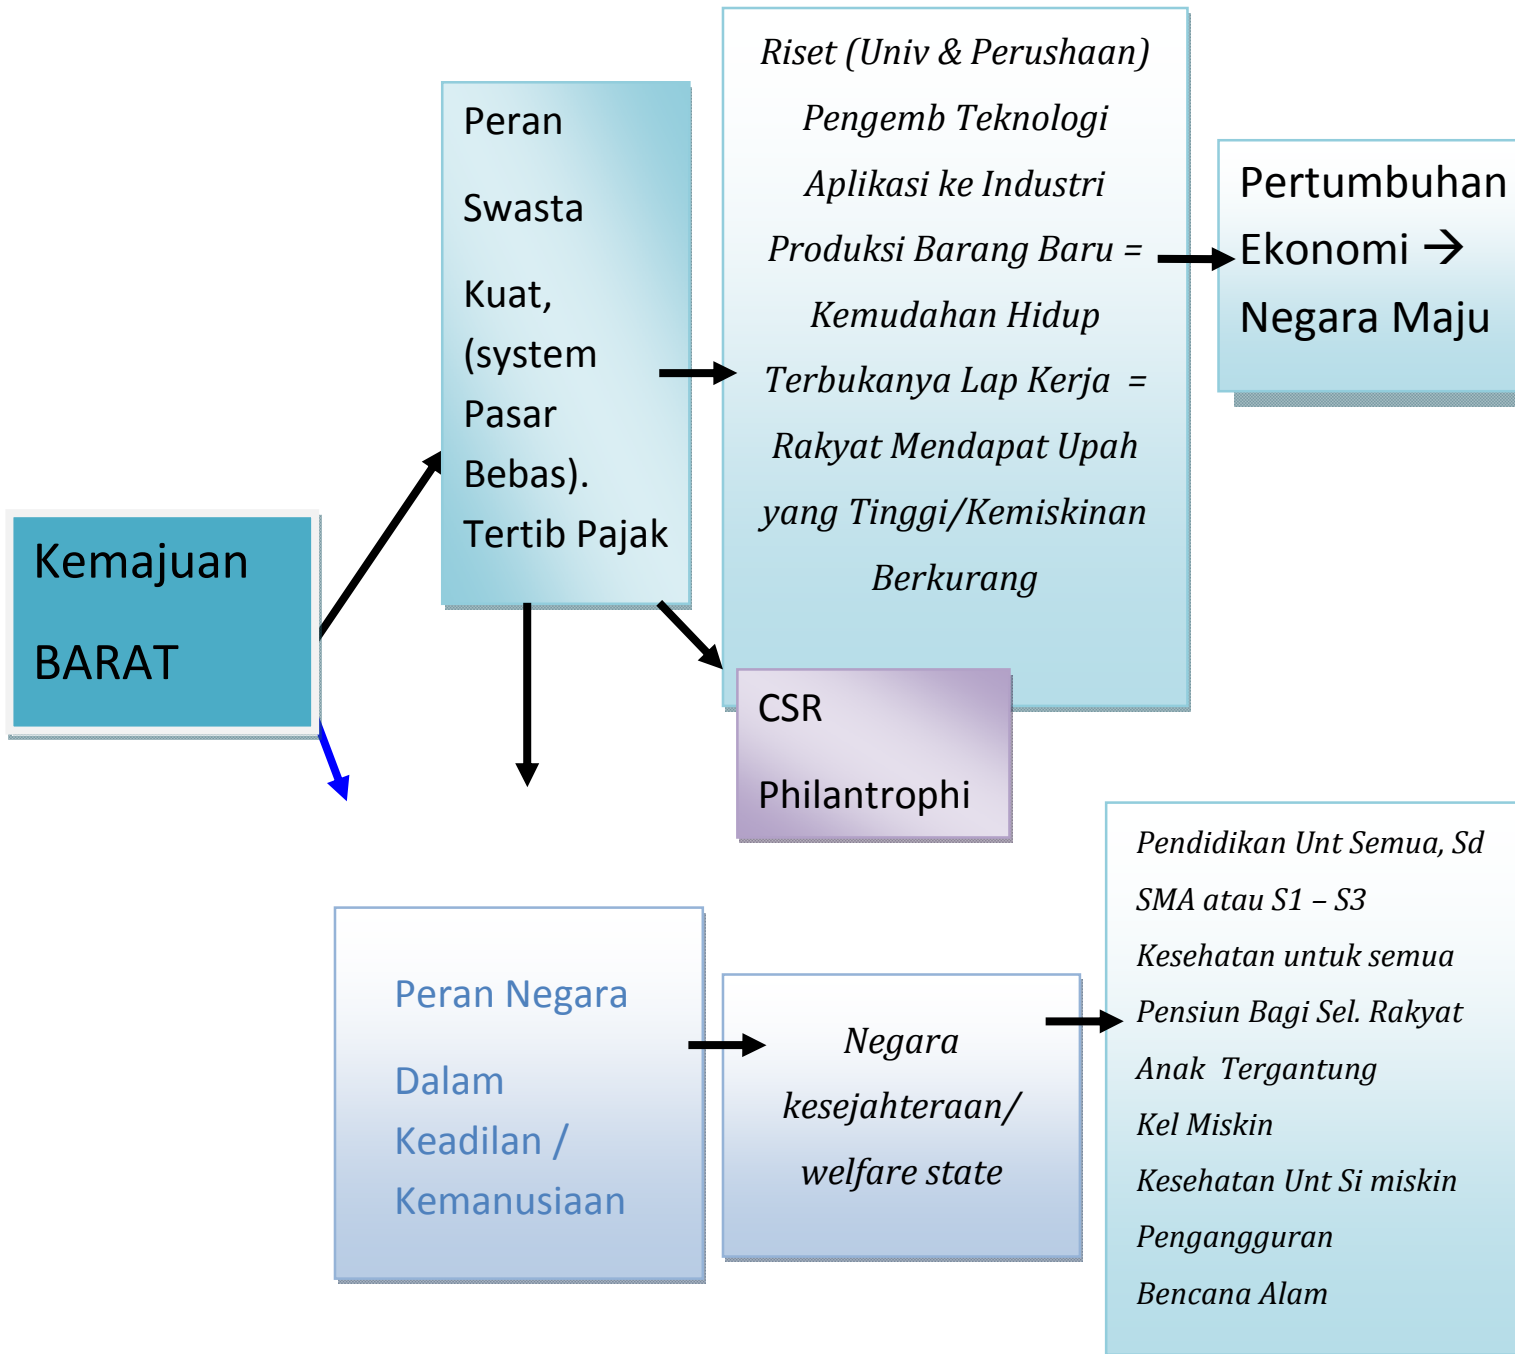 Kemajuan
BARAT
Peran
Swasta
Kuat,
(system
Pasar
Bebas).
Tertib Pajak
Riset (Univ & Perushaan)
Pengemb Teknologi
Aplikasi ke Industri
Produksi Barang Baru =
Kemudahan Hidup
Terbukanya Lap Kerja =
Rakyat Mendapat Upah
yang Tinggi/Kemiskinan
Berkurang
Pertumbuhan
Ekonomi →
Negara Maju
CSR
Philantrophi
Peran Negara
Dalam
Keadilan /
Kemanusiaan
Negara
kesejahteraan/
welfare state
Pendidikan Unt Semua, Sd
SMA atau S1 – S3
Kesehatan untuk semua
Pensiun Bagi Sel. Rakyat
Anak Tergantung
Kel Miskin
Kesehatan Unt Si miskin
Pengangguran
Bencana Alam